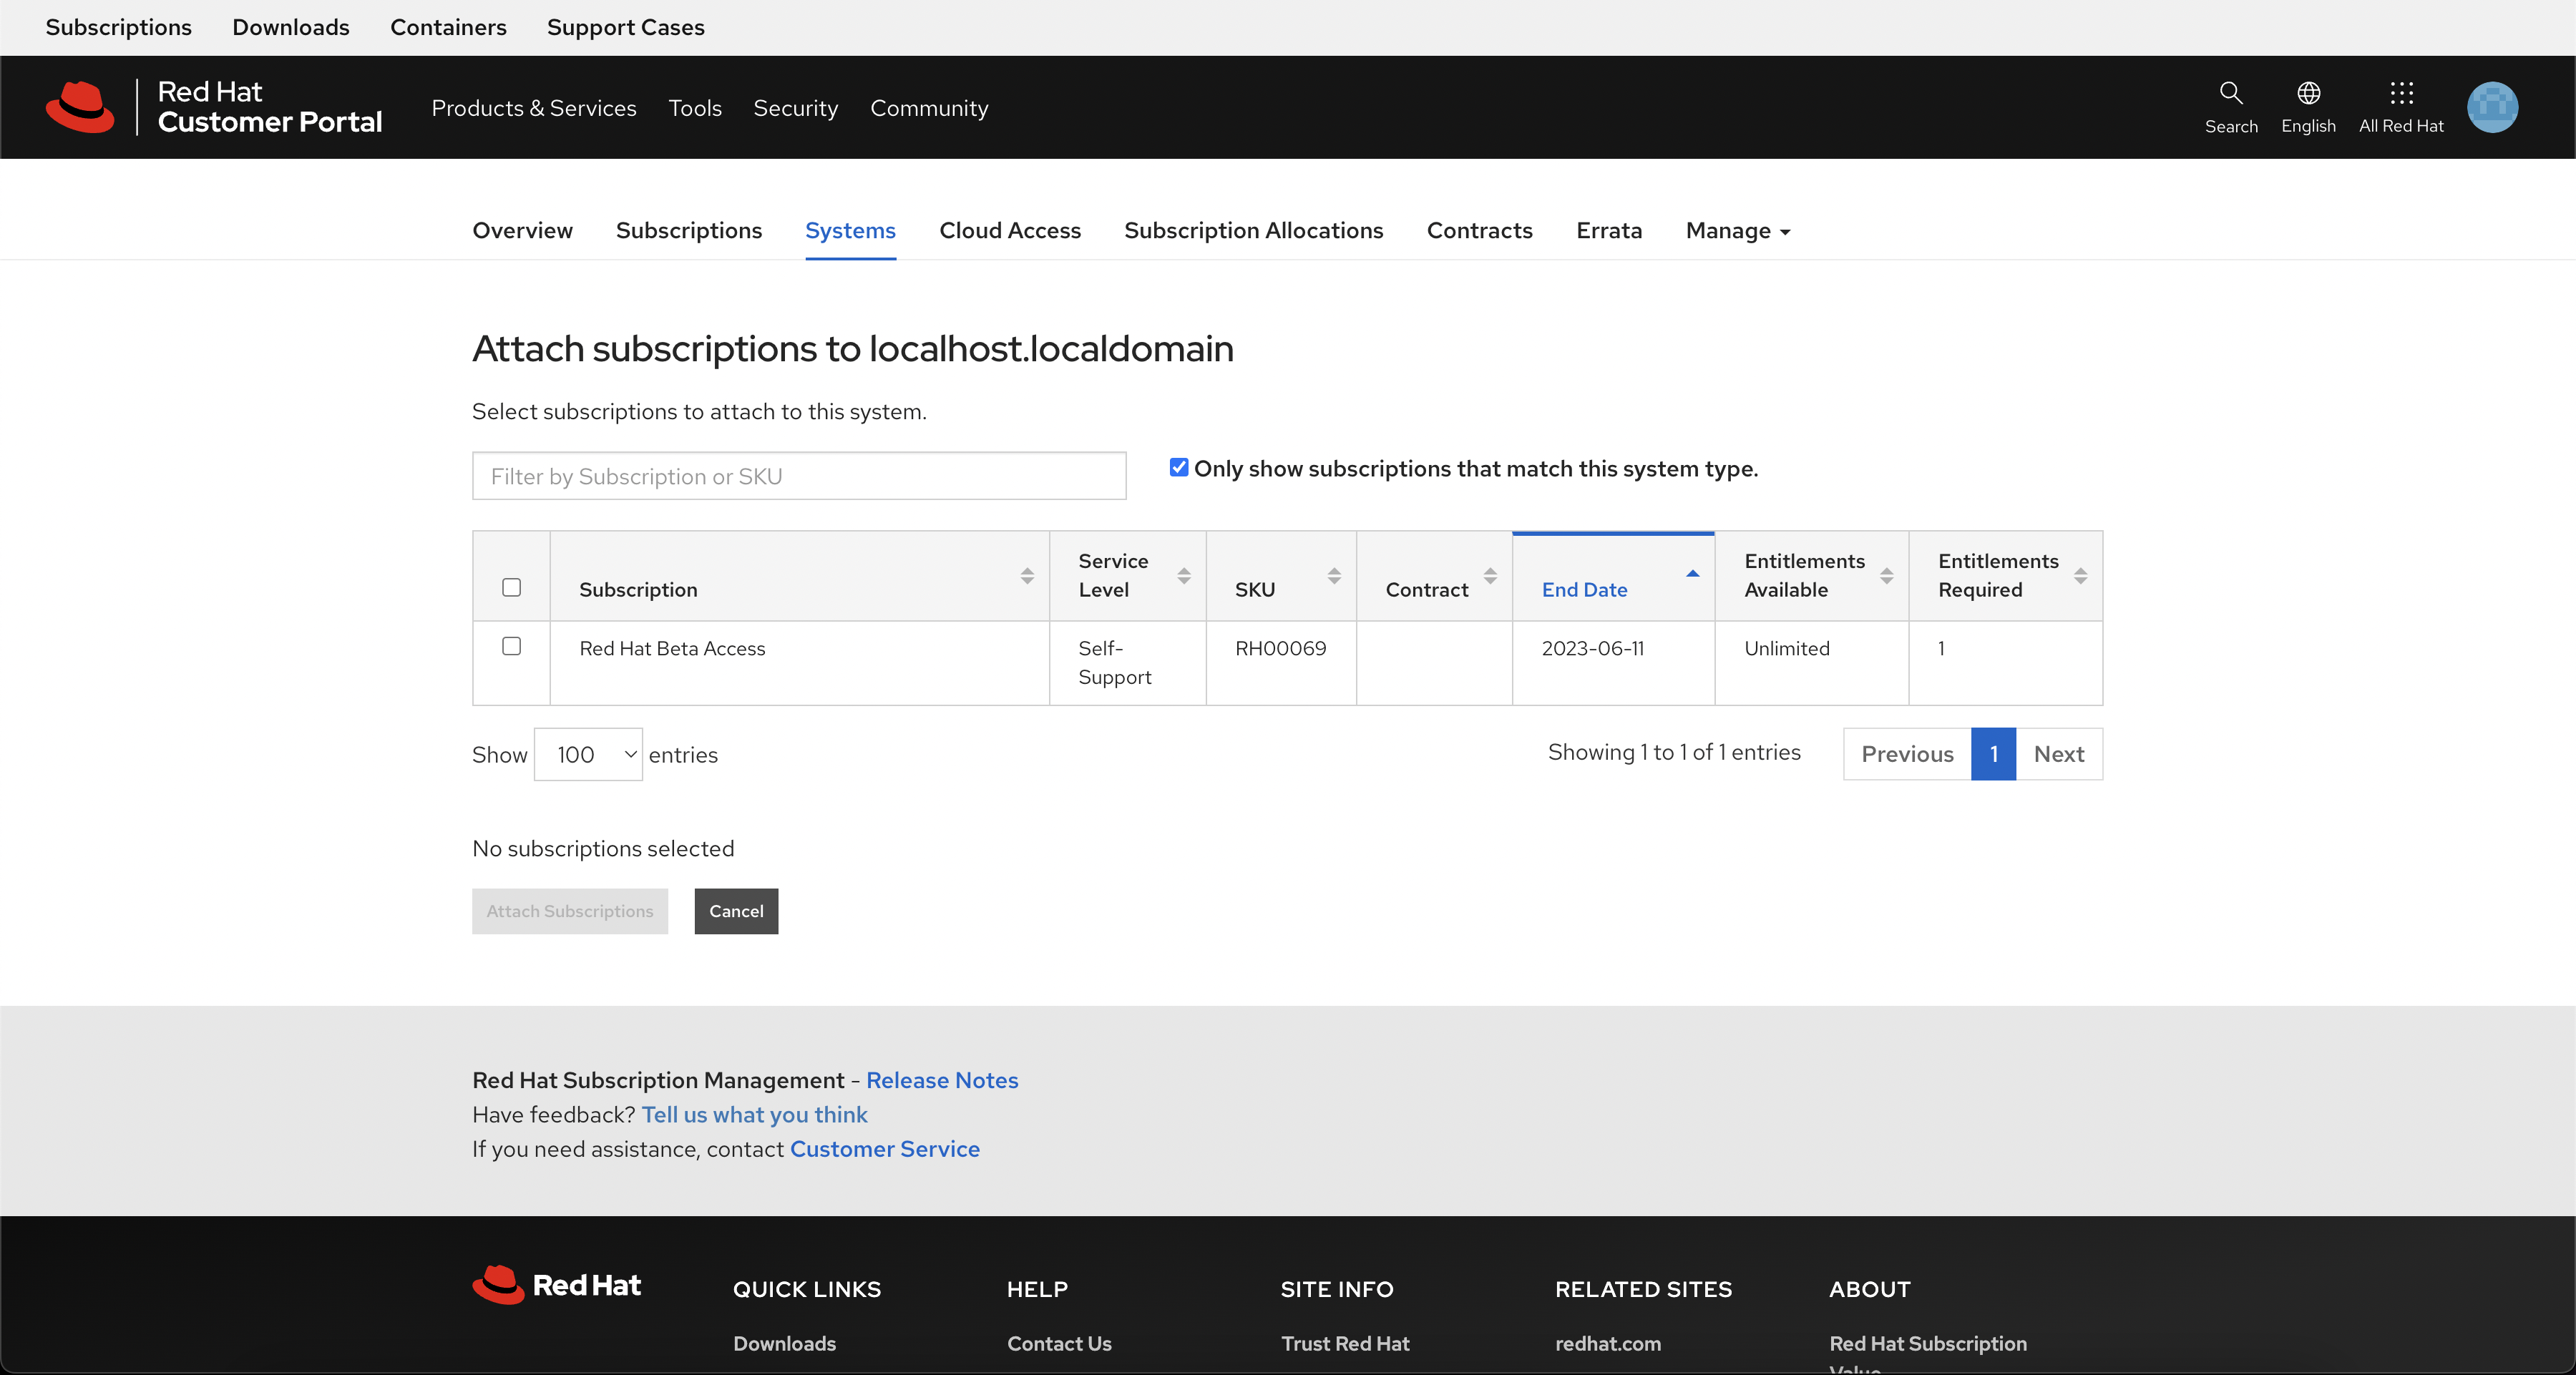 Subscriptions Downloads Containers Support Cases
Red Hat
Customer Portal
Products & Services Tools Security Community
Search English All Red Hat
Overview Subscriptions Systems Cloud Access Subscription Allocations Contracts Errata Manage
Attach subscriptions to localhost.localdomain
Select subscriptions to attach to this system.
Filter by Subscription or SKU
Only show subscriptions that match this system type.
Subscription Service Level SKU Contract End Date Entitlements Available Entitlements Required
Red Hat Beta Access Self-Support RH00069 2023-06-11 Unlimited 1
Show 100 entries
Showing 1 to 1 of 1 entries
Previous 1 Next
No subscriptions selected
Attach Subscriptions Cancel
Red Hat Subscription Management - Release Notes
Have feedback? Tell us what you think
If you need assistance, contact Customer Service
Red Hat
QUICK LINKS HELP SITE INFO RELATED SITES ABOUT
Downloads Contact Us Trust Red Hat redhat.com Red Hat Subscription
Value